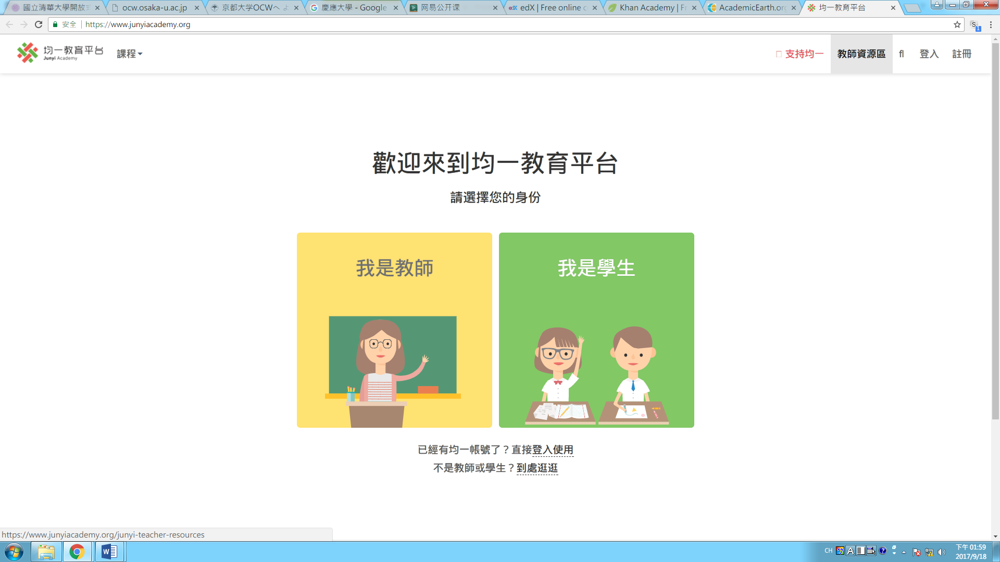 國立清華大學開放式
ocw.osaka-u.ac.jp
京都大学OCWへ よ
慶應大學 - Google
网易公开课
edX | Free online c
Khan Academy | Fr
AcademicEarth.org
均一教育平台
安全
https://www.junyiacademy.org
均一教育平台
Junyi Academy
課程
支持均一
教師資源區
登入
註冊
歡迎來到均一教育平台
請選擇您的身份
我是教師
我是學生
已經有均一帳號了？直接登入使用
不是教師或學生？到處逛逛
https://www.junyiacademy.org/junyi-teacher-resources
CH
下午 01:59
2017/9/18